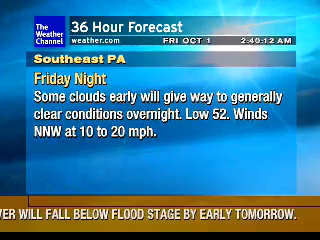 The
Weather
Channel
36 Hour Forecast
weather.com
FRI OCT 1
2:40:12 AM
Southeast PA
Friday Night
Some clouds early will give way to generally
clear conditions overnight. Low 52. Winds
NNW at 10 to 20 mph.
WILL FALL BELOW FLOOD STAGE BY EARLY TOMORROW.